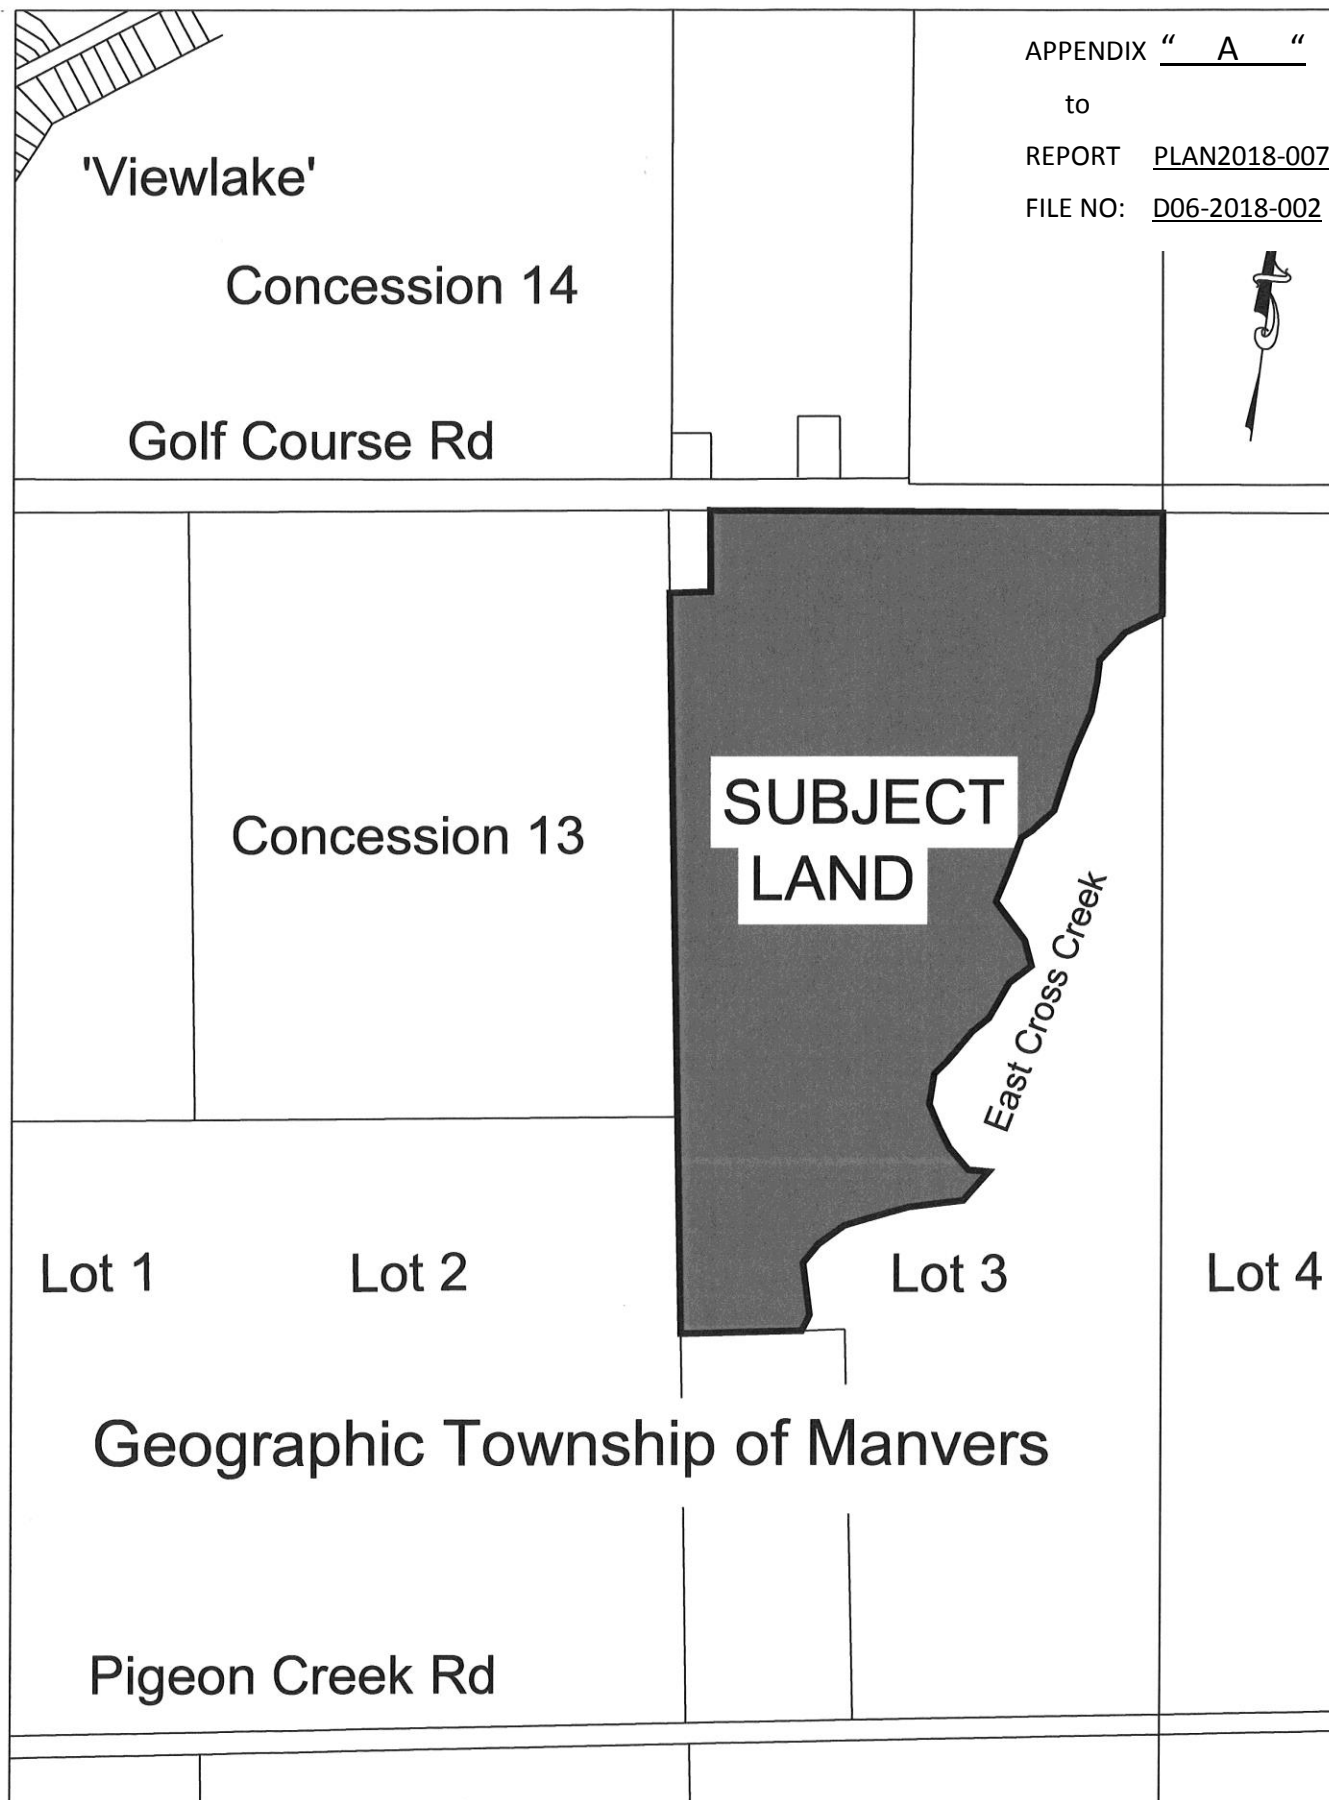 APPENDIX “ A “
to
REPORT PLAN2018-007
FILE NO: D06-2018-002
'Viewlake'
Concession 14
Golf Course Rd
SUBJECT
LAND
Concession 13
East Cross Creek
Lot 1 Lot 2 Lot 3 Lot 4
Geographic Township of Manvers
Pigeon Creek Rd